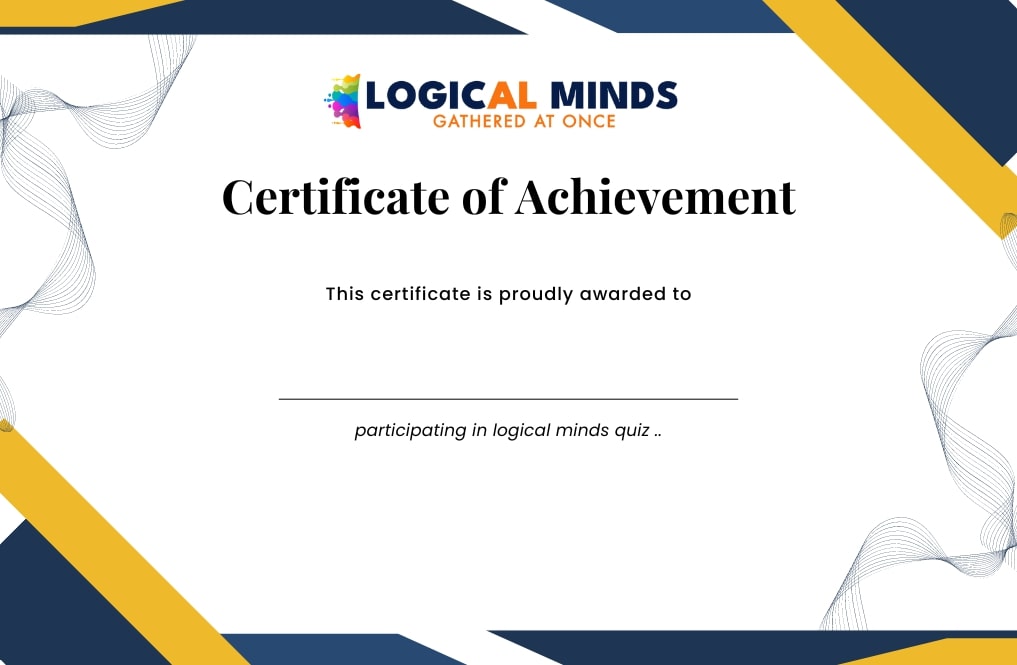 LOGICAL MINDS
GATHERED AT ONCE
Certificate of Achievement
This certificate is proudly awarded to
participating in logical minds quiz ..